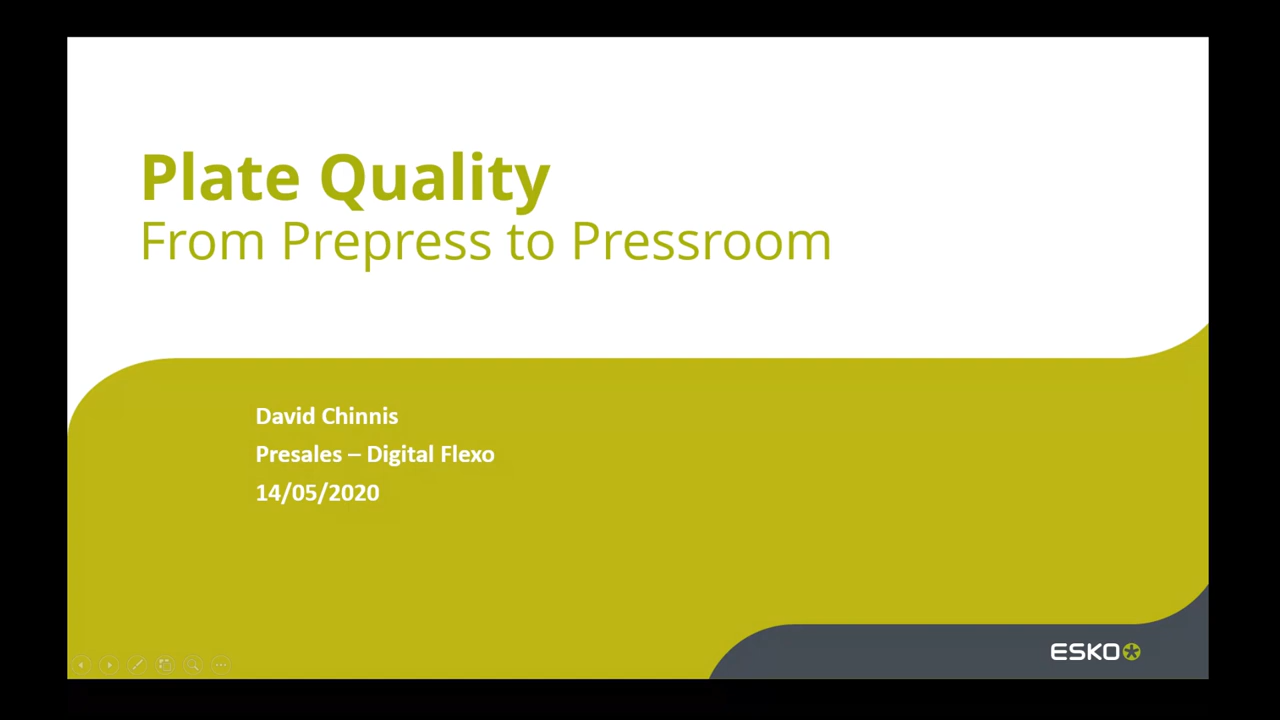 Plate Quality
From Prepress to Pressroom
David Chinnis
Presales – Digital Flexo
14/05/2020
ESKO